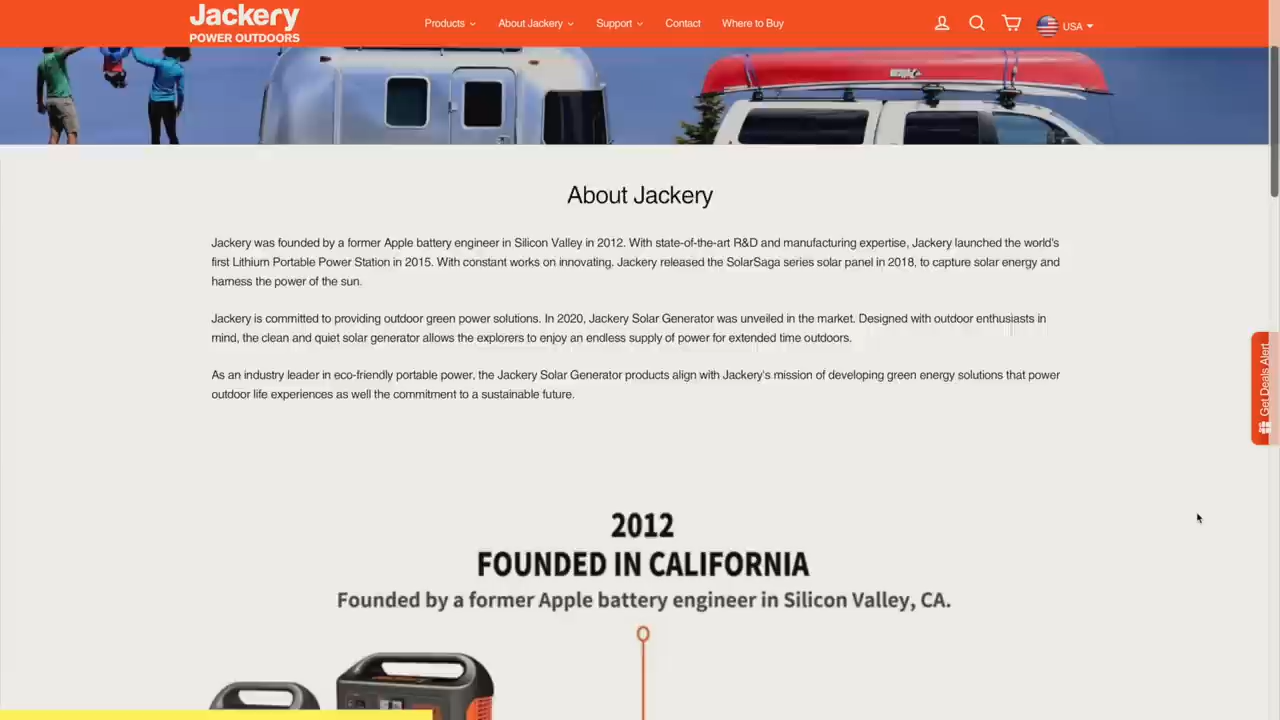 Jackery
POWER OUTDOORS
Products
About Jackery
Support
Contact
Where to Buy
USA
About Jackery
Jackery was founded by a former Apple battery engineer in Silicon Valley in 2012. With state-of-the-art R&D and manufacturing expertise, Jackery launched the world's
first Lithium Portable Power Station in 2015. With constant works on innovating. Jackery released the SolarSaga series solar panel in 2018, to capture solar energy and
harness the power of the sun.
Jackery is committed to providing outdoor green power solutions. In 2020, Jackery Solar Generator was unveiled in the market. Designed with outdoor enthusiasts in
mind, the clean and quiet solar generator allows the explorers to enjoy an endless supply of power for extended time outdoors.
As an industry leader in eco-friendly portable power, the Jackery Solar Generator products align with Jackery's mission of developing green energy solutions that power
outdoor life experiences as well the commitment to a sustainable future.
Get Deals Alert
2012
FOUNDED IN CALIFORNIA
Founded by a former Apple battery engineer in Silicon Valley, CA.